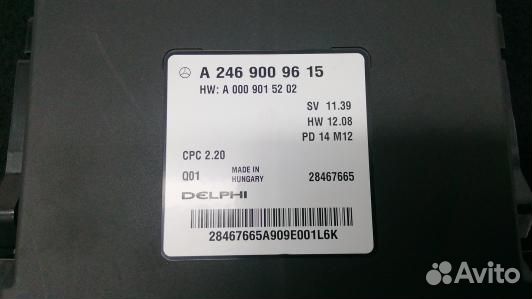 A 246 900 96 15
HW: A 000 901 52 02
SV 11.39
HW 12.08
PD 14 M12
CPC 2.20
Q01 MADE IN HUNGARY 28467665
DELPHI
28467665A909E001L6K
Avito